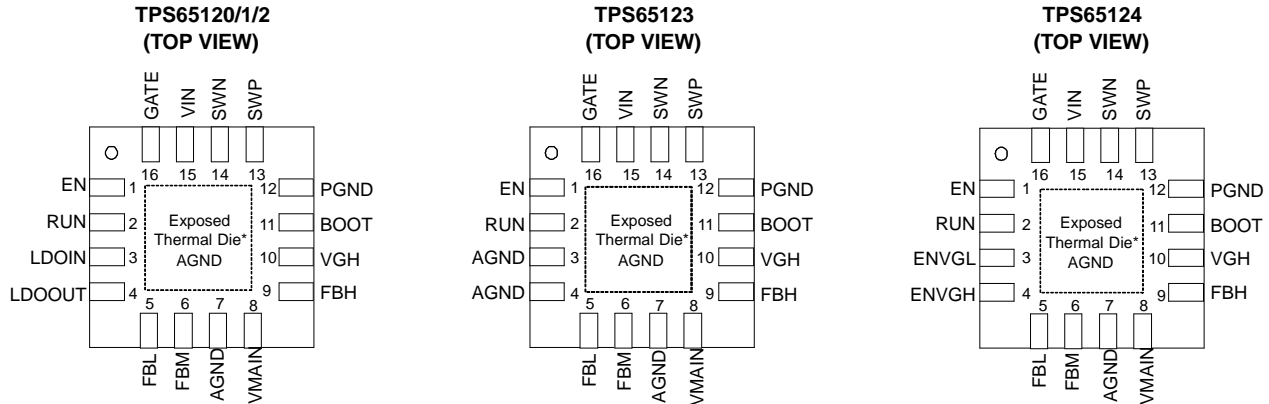 TPS65120/1/2
(TOP VIEW)
GATE
VIN
SWN
SWP
16
15
14
13
EN
1
RUN
2
LDOIN
3
LDOOUT
4
Exposed
Thermal Die*
AGND
12
PGND
11
BOOT
10
VGH
9
FBH
5
6
7
8
FBL
FBM
AGND
VMAIN
TPS65123
(TOP VIEW)
GATE
VIN
SWN
SWP
16
15
14
13
EN
1
RUN
2
AGND
3
AGND
4
Exposed
Thermal Die*
AGND
12
PGND
11
BOOT
10
VGH
9
FBH
5
6
7
8
FBL
FBM
AGND
VMAIN
TPS65124
(TOP VIEW)
GATE
VIN
SWN
SWP
16
15
14
13
EN
1
RUN
2
ENVGL
3
ENVGH
4
Exposed
Thermal Die*
AGND
12
PGND
11
BOOT
10
VGH
9
FBH
5
6
7
8
FBL
FBM
AGND
VMAIN